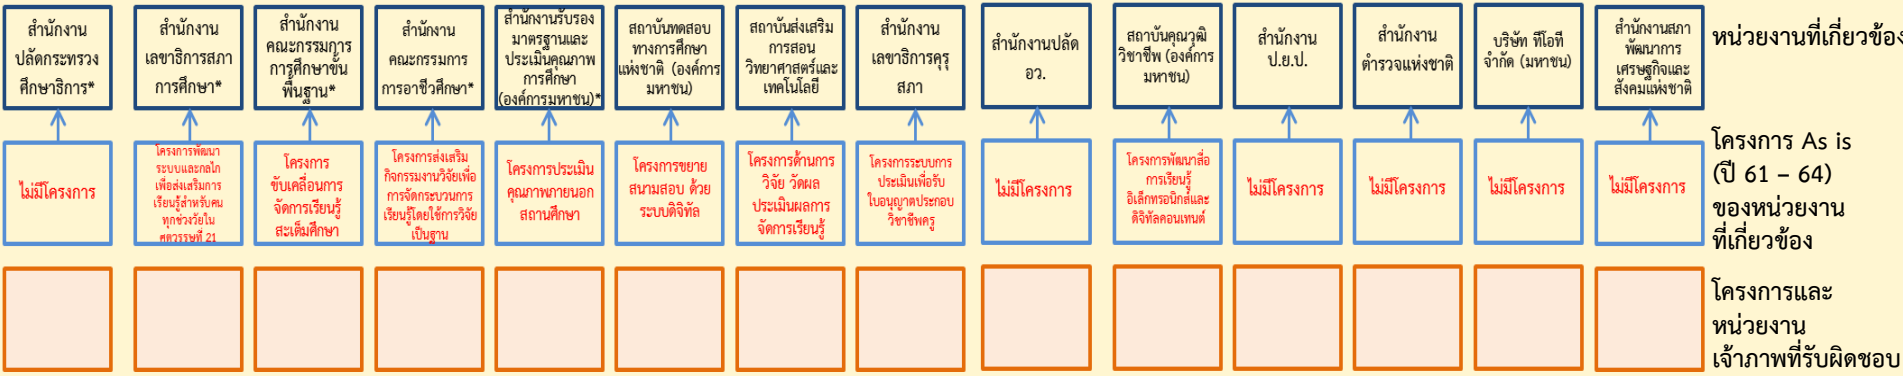 สำนักงาน
ปลัดกระทรวง
ศึกษาธิการ*
สำนักงาน
เลขาธิการสภา
การศึกษา*
สำนักงาน
คณะกรรมการ
การศึกษาขั้น
พื้นฐาน*
สำนักงาน
คณะกรรมการ
การอาชีวศึกษา*
สำนักงานรับรอง
มาตรฐานและ
ประเมินคุณภาพ
การศึกษา
(องค์การมหาชน)*
สถาบันทดสอบ
ทางการศึกษา
แห่งชาติ (องค์การ
มหาชน)
สถาบันส่งเสริม
การสอน
วิทยาศาสตร์และ
เทคโนโลยี
สำนักงาน
เลขาธิการคุรุ
สภา
สำนักงานปลัด
อว.
สถาบันคุณวุฒิ
วิชาชีพ (องค์การ
มหาชน)
สำนักงาน
ป.ย.ป.
สำนักงาน
ตำรวจแห่งชาติ
บริษัท ทีโอที
จำกัด (มหาชน)
สำนักงานสภา
พัฒนาการ
เศรษฐกิจและ
สังคมแห่งชาติ
หน่วยงานที่เกี่ยวข้อง
ไม่มีโครงการ
โครงการพัฒนา
ระบบและกลไก
เพื่อส่งเสริมการ
เรียนรู้สำหรับคน
ทุกช่วงวัยใน
ศตวรรษที่ 21
โครงการ
ขับเคลื่อนการ
จัดการเรียนรู้
สะเต็มศึกษา
โครงการส่งเสริม
กิจกรรมงานวิจัยเพื่อ
การจัดกระบวนการ
เรียนรู้โดยใช้การวิจัย
เป็นฐาน
โครงการประเมิน
คุณภาพภายนอก
สถานศึกษา
โครงการขยาย
สนามสอบ ด้วย
ระบบดิจิทัล
โครงการด้านการ
วิจัย วัดผล
ประเมินผลการ
จัดการเรียนรู้
โครงการระบบการ
ประเมินเพื่อรับ
ใบอนุญาตประกอบ
วิชาชีพครู
ไม่มีโครงการ
โครงการพัฒนาสื่อ
การเรียนรู้
อิเล็กทรอนิกส์และ
ดิจิทัลคอนเทนต์
ไม่มีโครงการ
ไม่มีโครงการ
ไม่มีโครงการ
ไม่มีโครงการ
โครงการ As is
(ปี 61 – 64)
ของหน่วยงาน
ที่เกี่ยวข้อง
โครงการและ
หน่วยงาน
เจ้าภาพที่รับผิดชอบ